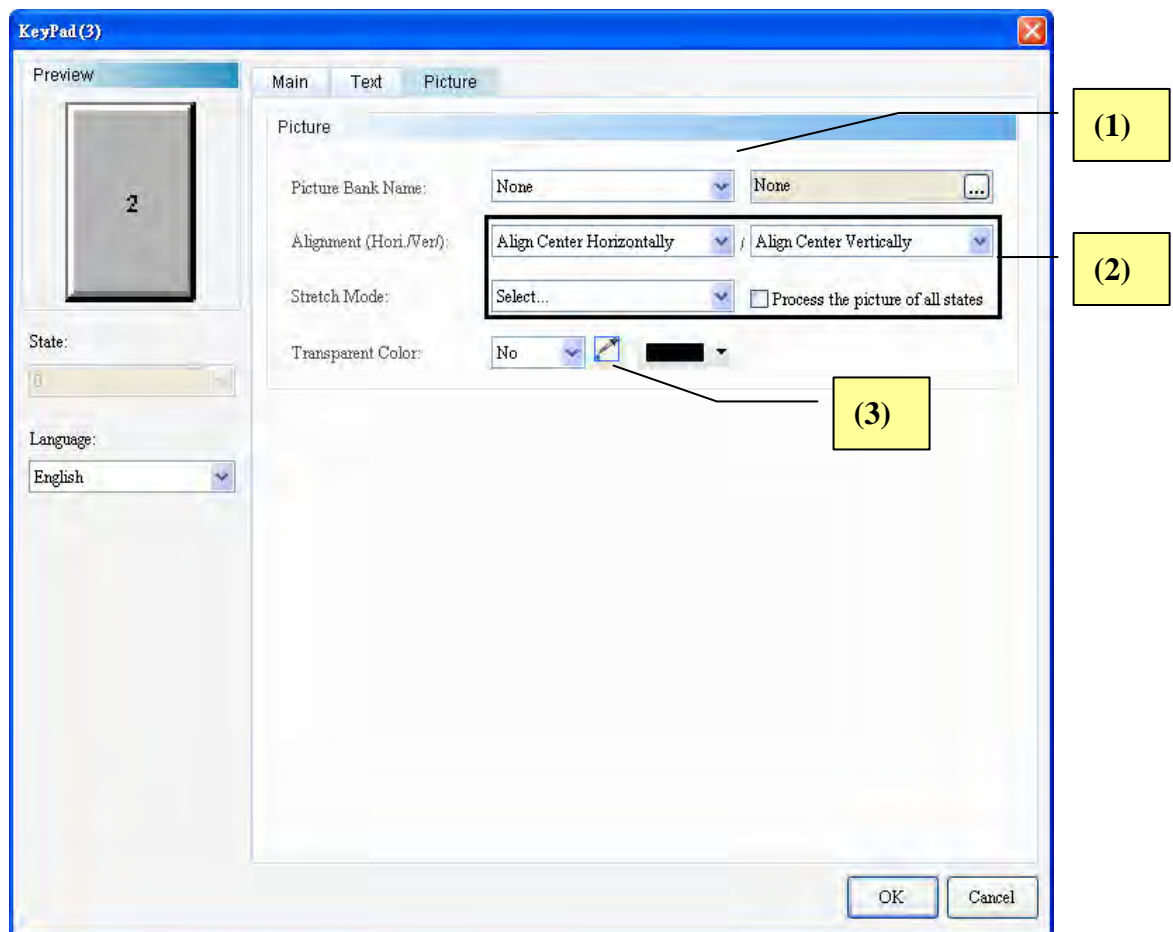 KeyPad(3)
Preview
Main Text Picture
2
Picture
(1)
Picture Bank Name: None None ...
Alignment (Hori./Ver/): Align Center Horizontally / Align Center Vertically
(2)
Stretch Mode: Select... Process the picture of all states
State:
0
Transparent Color: No
(3)
Language:
English
OK Cancel